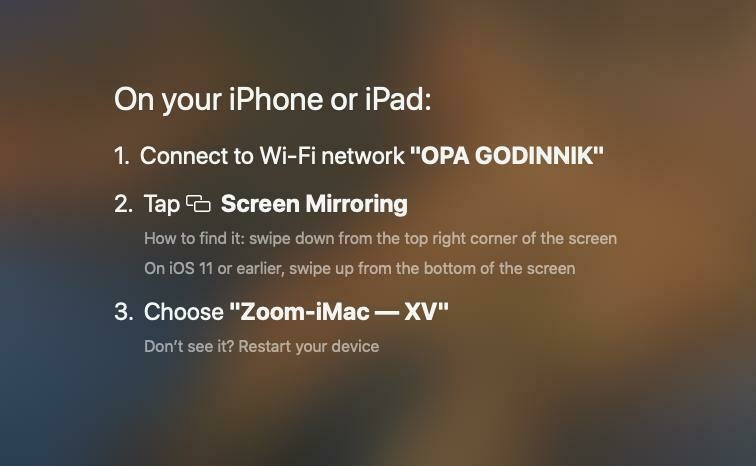 On your iPhone or iPad:
1. Connect to Wi-Fi network "OPA GODINNIK"
2. Tap Screen Mirroring
How to find it: swipe down from the top right corner of the screen
On iOS 11 or earlier, swipe up from the bottom of the screen
3. Choose "Zoom-iMac — XV"
Don’t see it? Restart your device